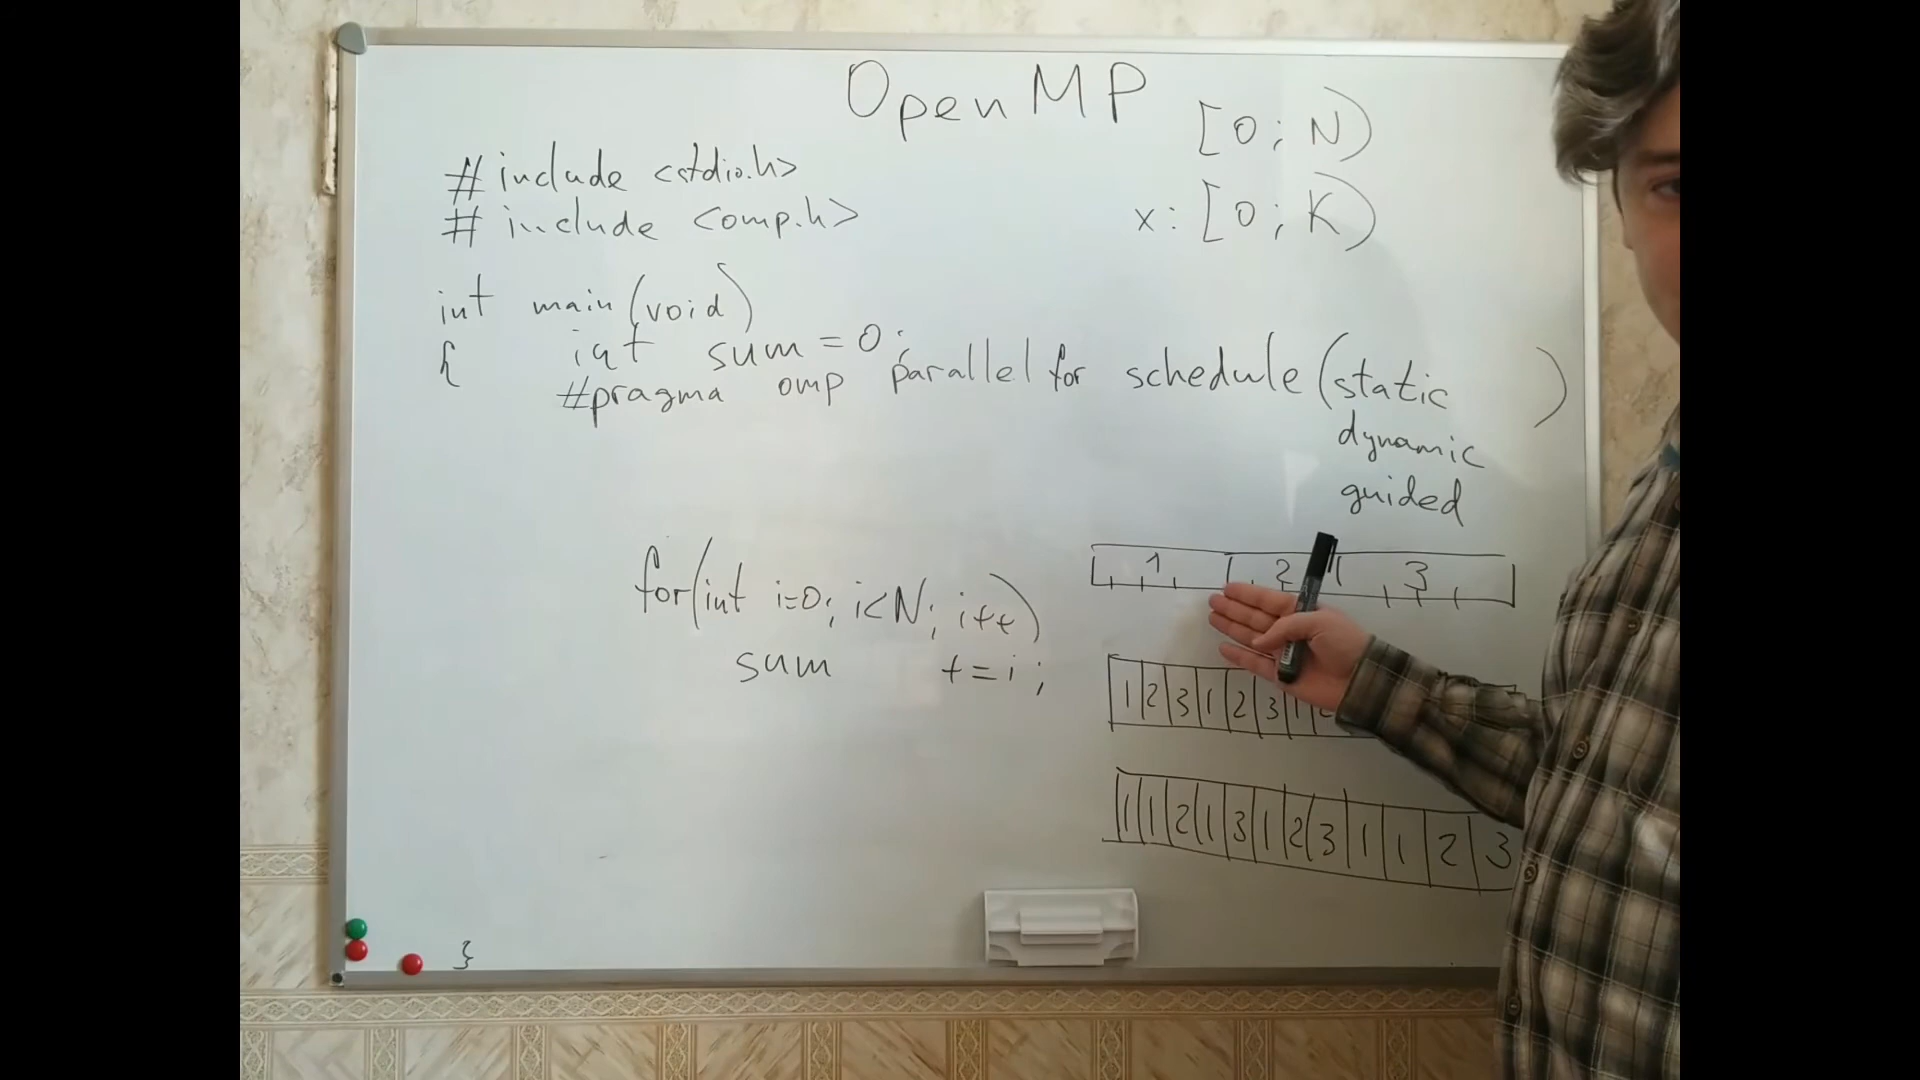 OpenMP
[0; N)
x: [0; K)
#include <stdio.h>
#include <omp.h>
int main(void)
{ int sum = 0;
#pragma omp parallel for schedule(static )
dynamic
guided
for(int i=0; i<N; i++)
sum += i;
}
1 2 3
1 2 3 1 2 3 1 2
1 1 2 1 3 1 2 3 1 1 2 3